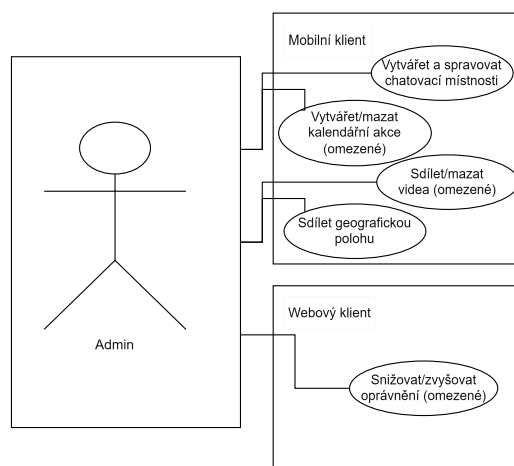 Mobilní klient
Vytvářet a spravovat
chatovací místnosti
Vytvářet/mazat
kalendářní akce
(omezené)
Sdílet/mazat
videa (omezené)
Sdílet geografickou
polohu
Admin
Webový klient
Snižovat/zvyšovat
oprávnění (omezené)